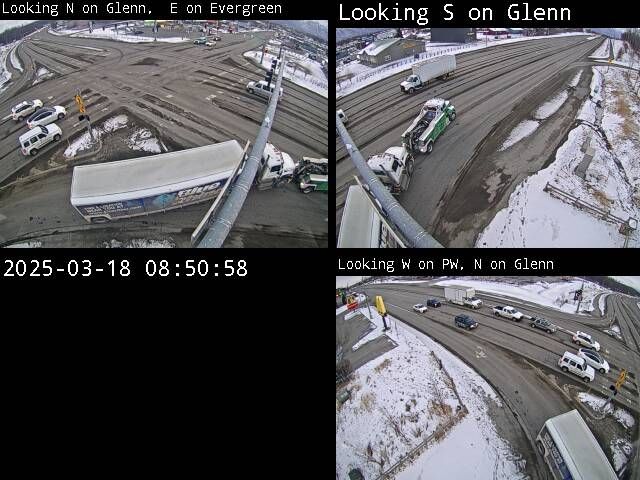 Looking N on Glenn,  E on Evergreen
Looking S on Glenn
2025-03-18 08:50:58
Looking W on PW, N on Glenn